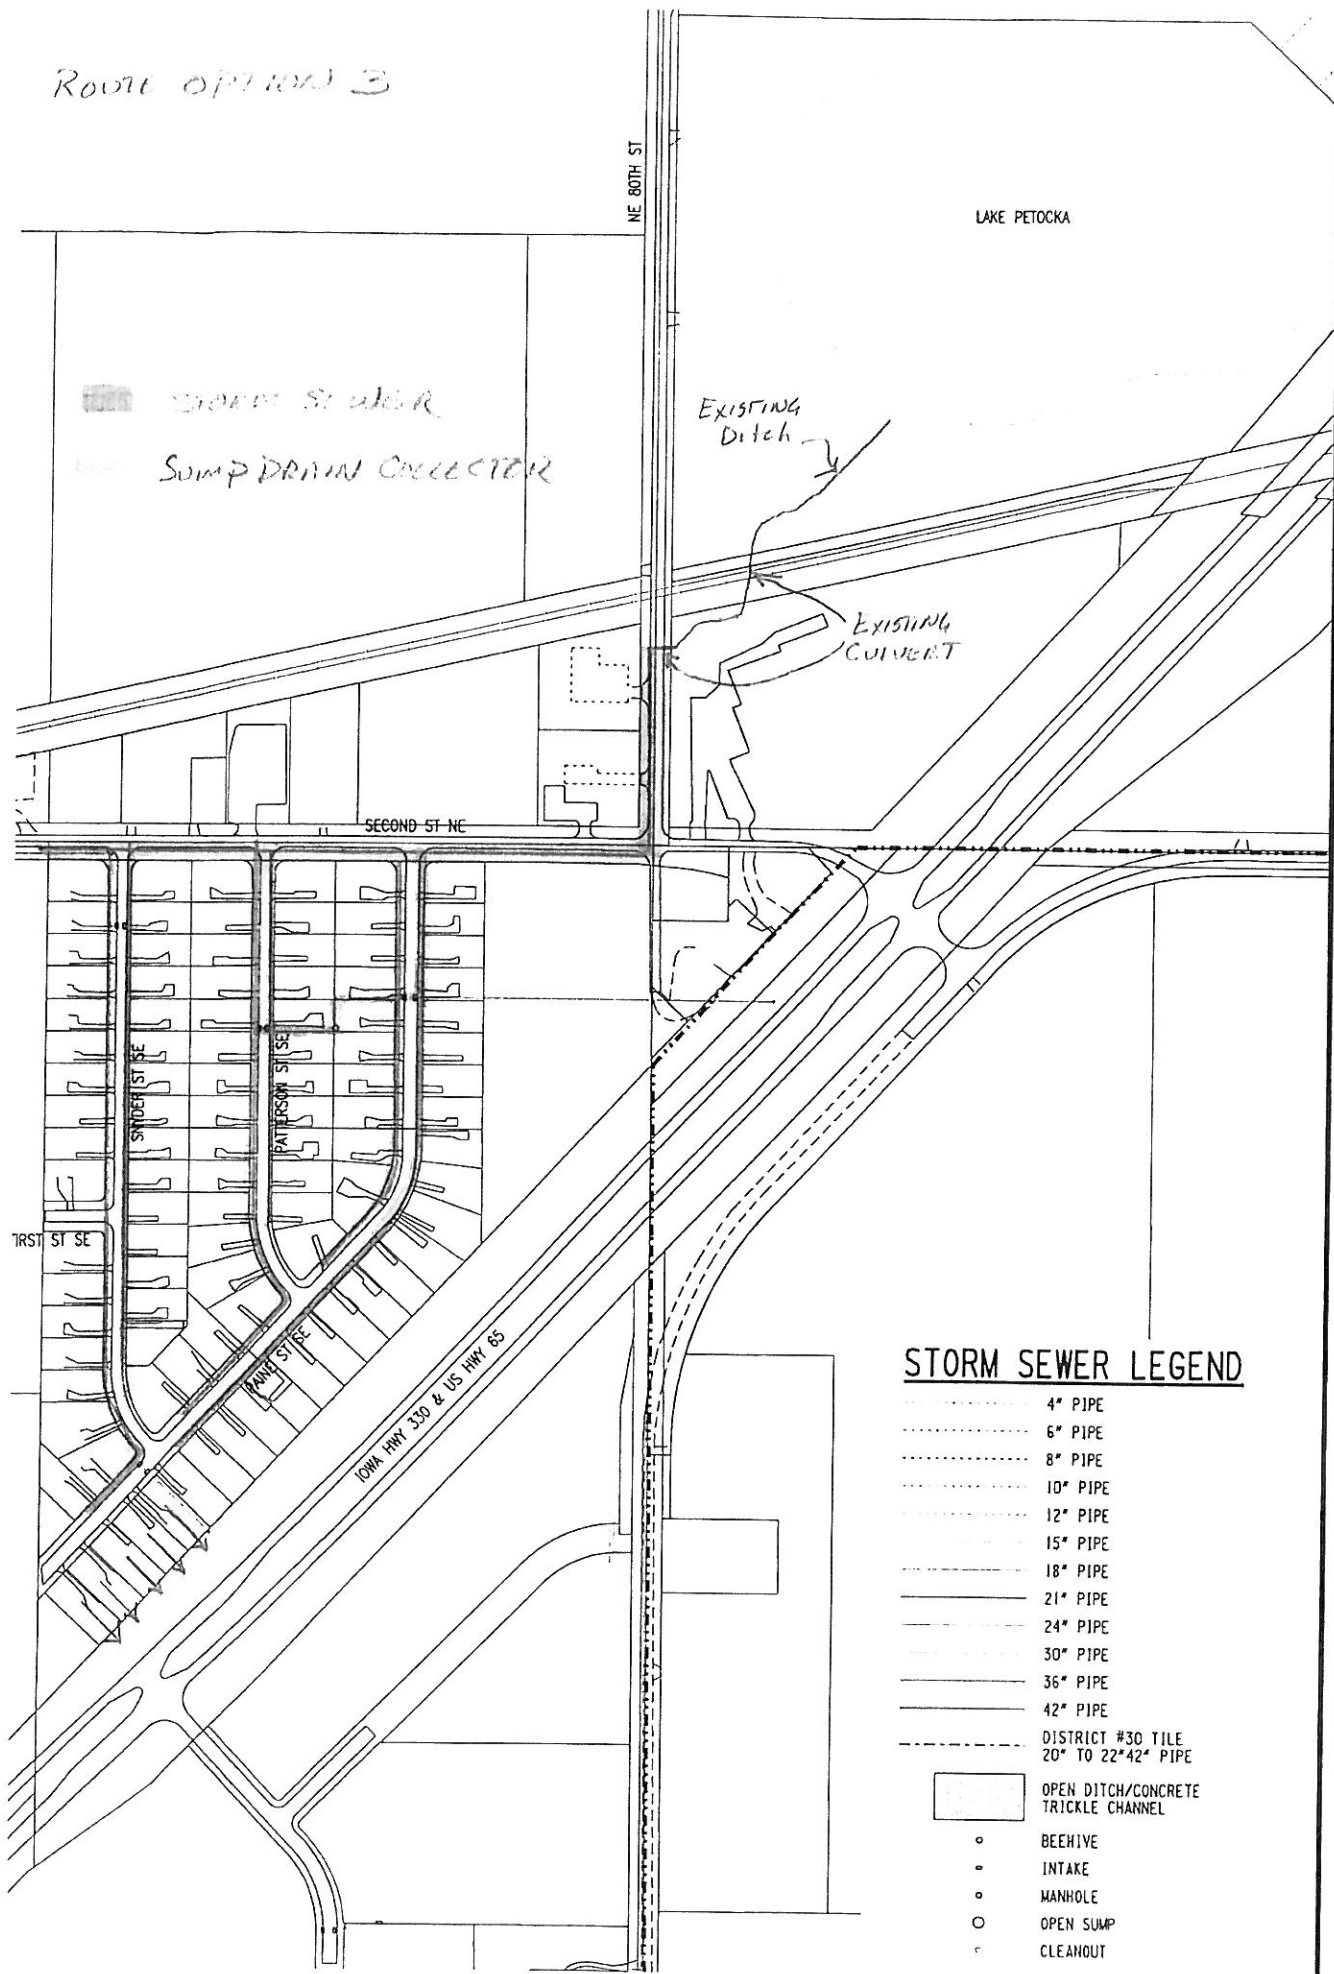 ROUTE OPTION 3
NE 80TH ST
LAKE PETOCKA
STORM SEWER
SUMP DRAIN COLLECTOR
EXISTING
Ditch
EXISTING
CULVERT
SECOND ST NE
SNYDER ST SE
PATTERSON ST SE
IRST ST SE
PAINE ST SE
IOWA HWY 330 & US HWY 65
STORM SEWER LEGEND
4" PIPE
6" PIPE
8" PIPE
10" PIPE
12" PIPE
15" PIPE
18" PIPE
21" PIPE
24" PIPE
30" PIPE
36" PIPE
42" PIPE
DISTRICT #30 TILE
20" TO 22"42" PIPE
OPEN DITCH/CONCRETE
TRICKLE CHANNEL
BEEHIVE
INTAKE
MANHOLE
OPEN SUMP
CLEANOUT